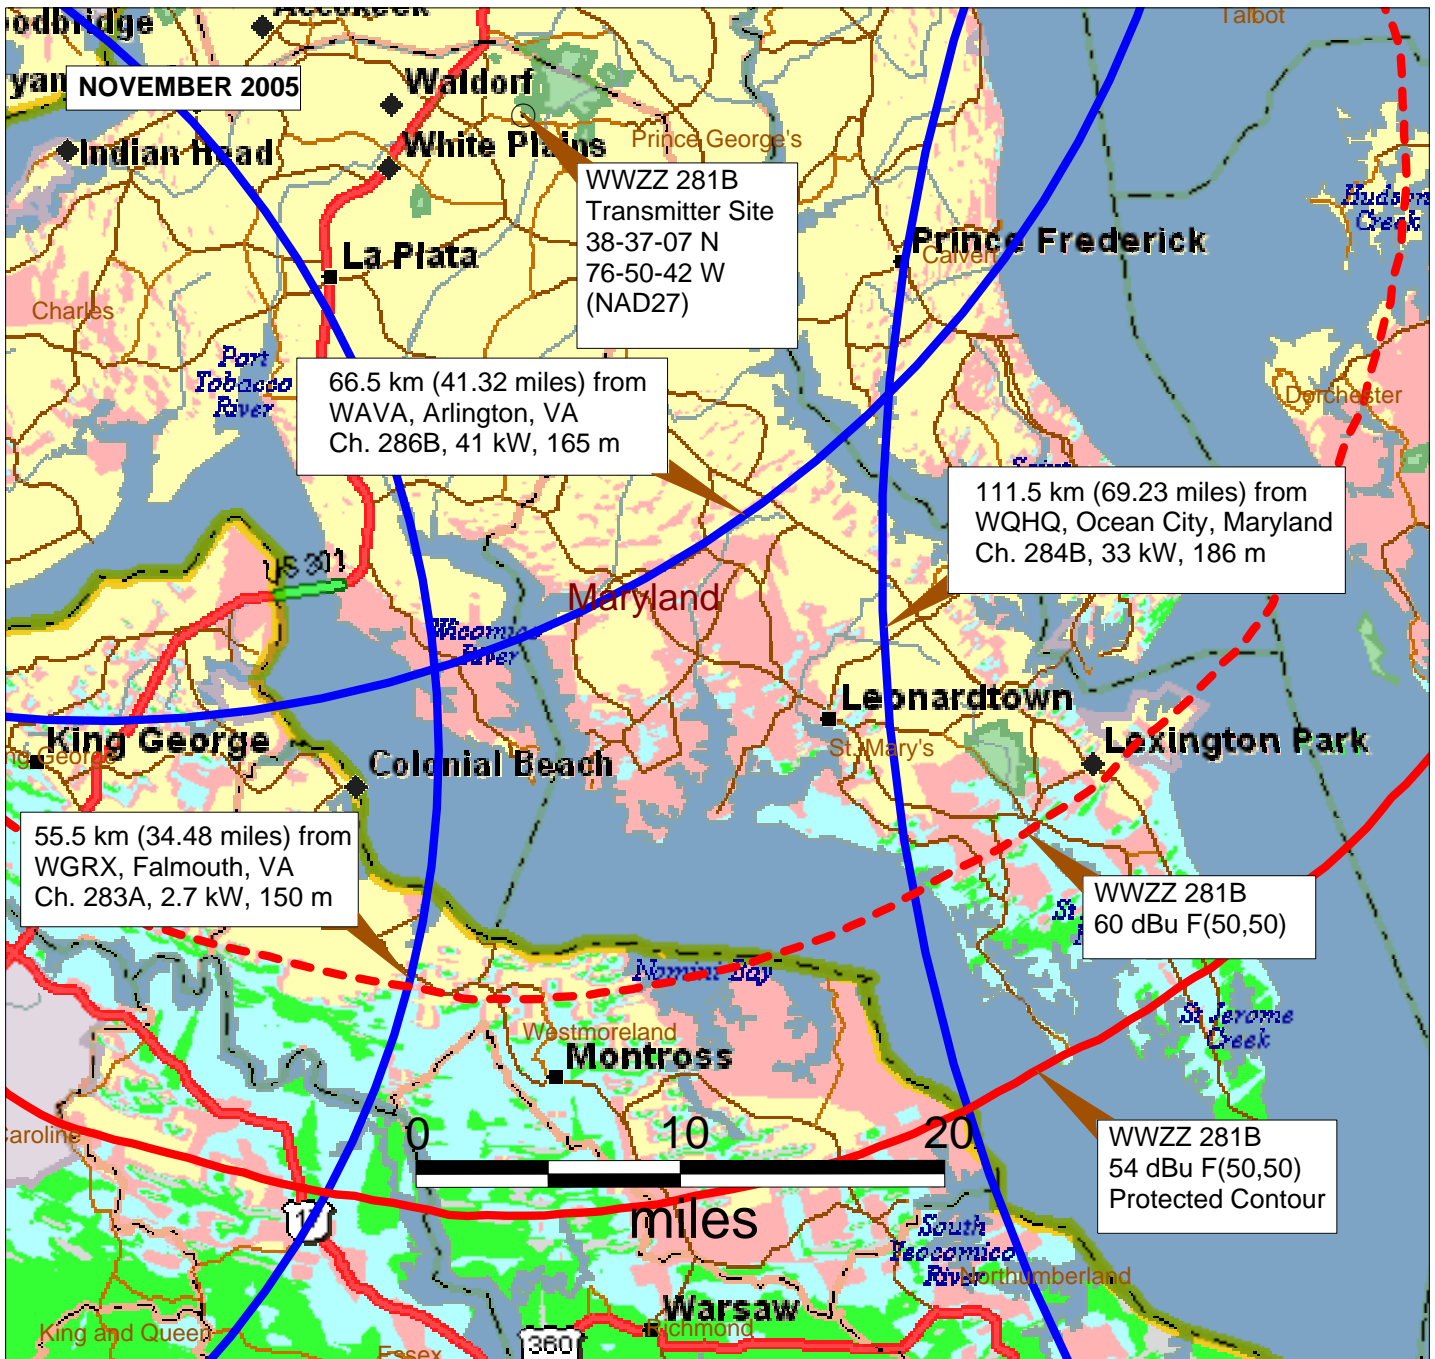 Accokeek
Talbot
NOVEMBER 2005
Waldorf
Indian Head
White Plains
Prince George's
WWZZ 281B
Transmitter Site
38-37-07 N
76-50-42 W
(NAD27)
Hudson
Creek
La Plata
Prince Frederick
Calvert
Charles
Port
Tobacco
River
66.5 km (41.32 miles) from
WAVA, Arlington, VA
Ch. 286B, 41 kW, 165 m
Dorchester
111.5 km (69.23 miles) from
WQHQ, Ocean City, Maryland
Ch. 284B, 33 kW, 186 m
S 301
Maryland
Wicomico
River
Leonardtown
King George
St. Mary's
Lexington Park
Colonial Beach
55.5 km (34.48 miles) from
WGRX, Falmouth, VA
Ch. 283A, 2.7 kW, 150 m
WWZZ 281B
60 dBu F(50,50)
Nomini Bay
St Jerome
Creek
Westmoreland
Montross
Caroline
0 10 20
miles
WWZZ 281B
54 dBu F(50,50)
Protected Contour
South
Yeocomico
River
Northumberland
Warsaw
Richmond
King and Queen
360
Essex